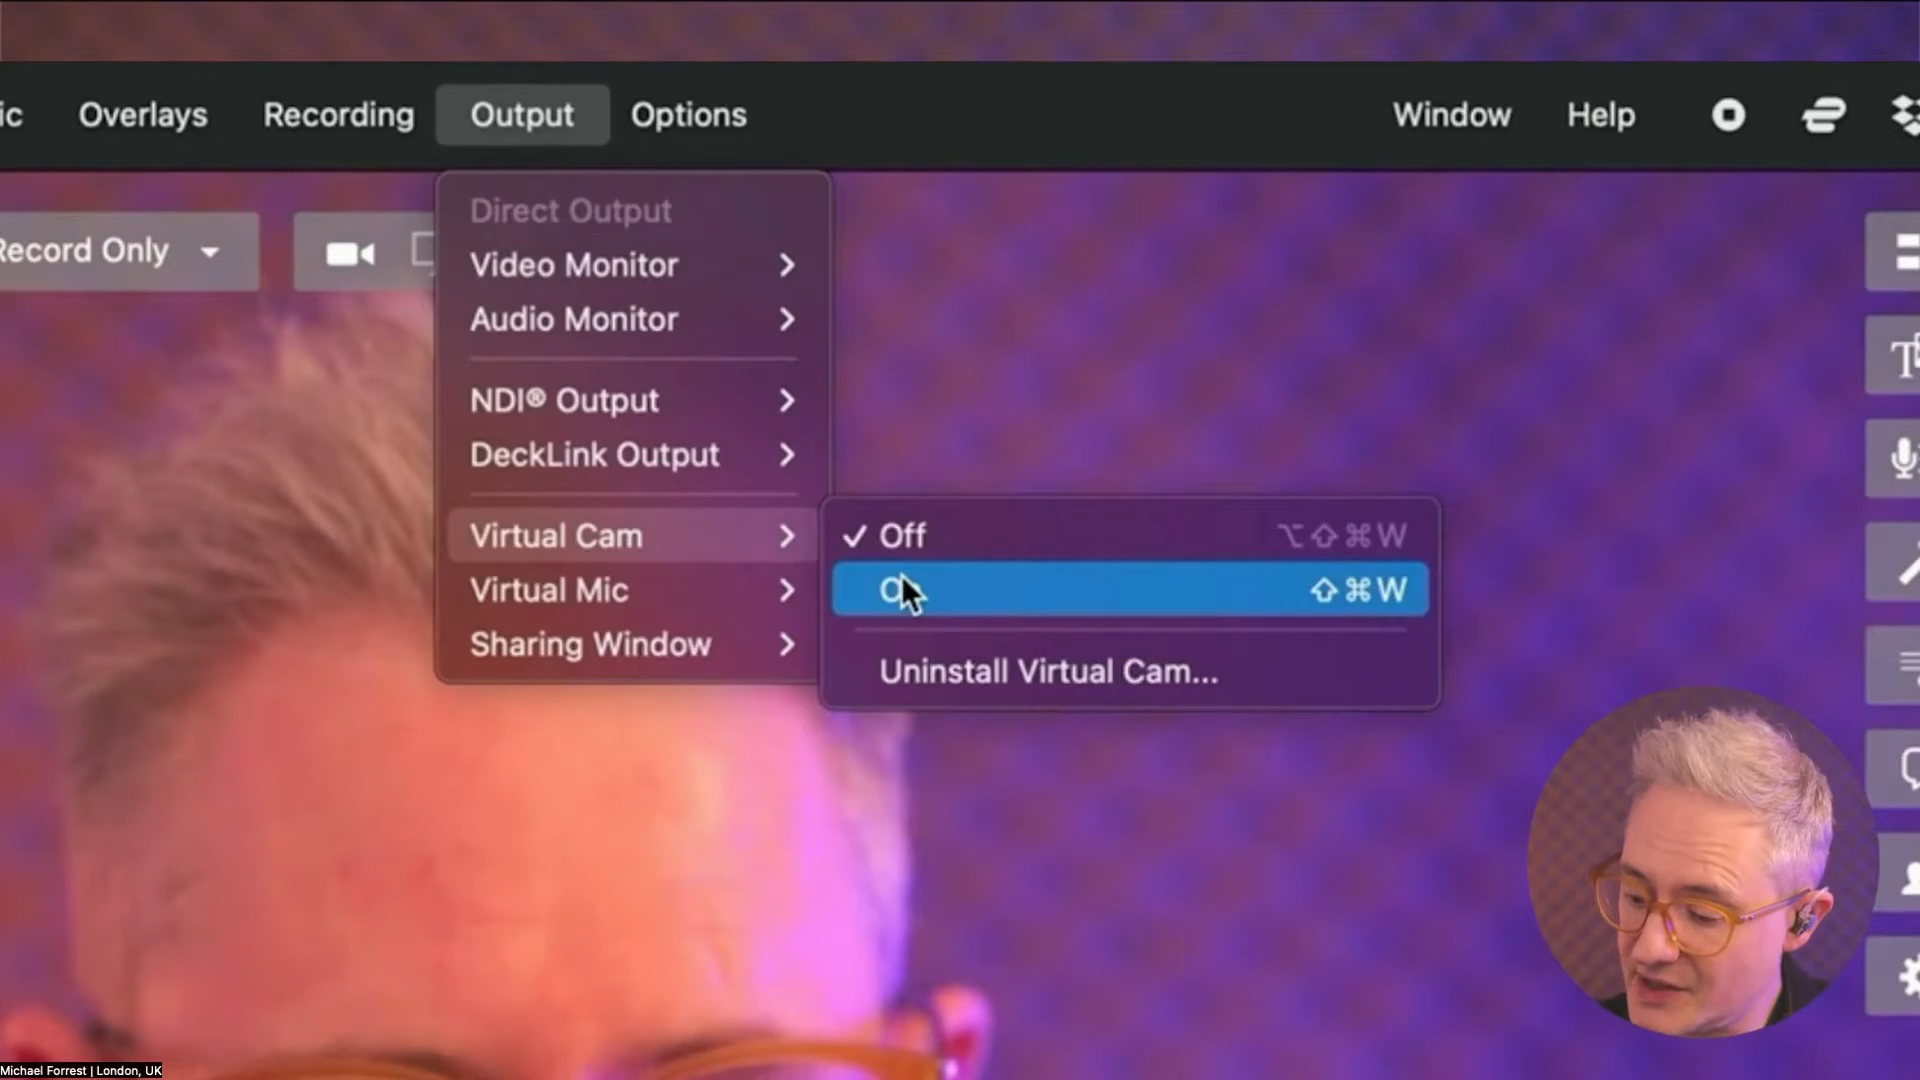 ic Overlays Recording Output Options Window Help
Record Only
Direct Output
Video Monitor
Audio Monitor
NDI® Output
DeckLink Output
Virtual Cam
Virtual Mic
Sharing Window
✓ Off ⌥⇧⌘W
⇧⌘W
Uninstall Virtual Cam...
Michael Forrest | London, UK